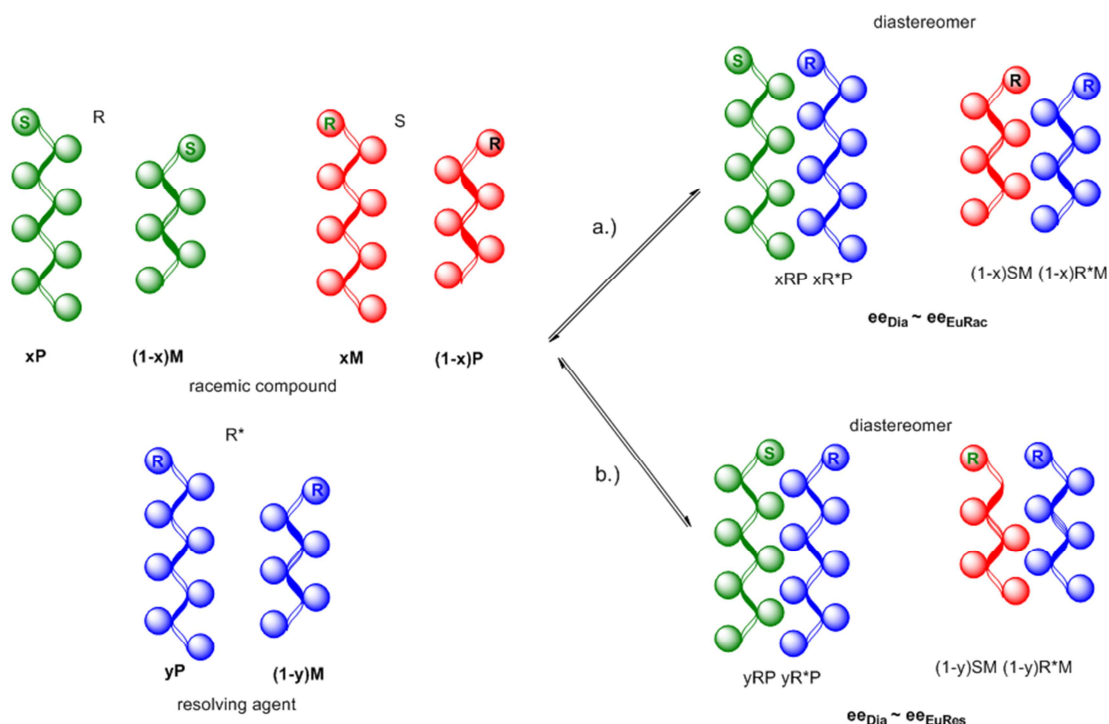 diastereomer
S
R
R
R
S
R
S
R
S
R
xP
(1-x)M
xM
(1-x)P
racemic compound
a.)
xRP xR*P
(1-x)SM (1-x)R*M
ee_Dia ~ ee_EuRac
R*
R
R
yP
(1-y)M
resolving agent
b.)
diastereomer
S
R
R
R
yRP yR*P
(1-y)SM (1-y)R*M
ee_Dia ~ ee_EuRes